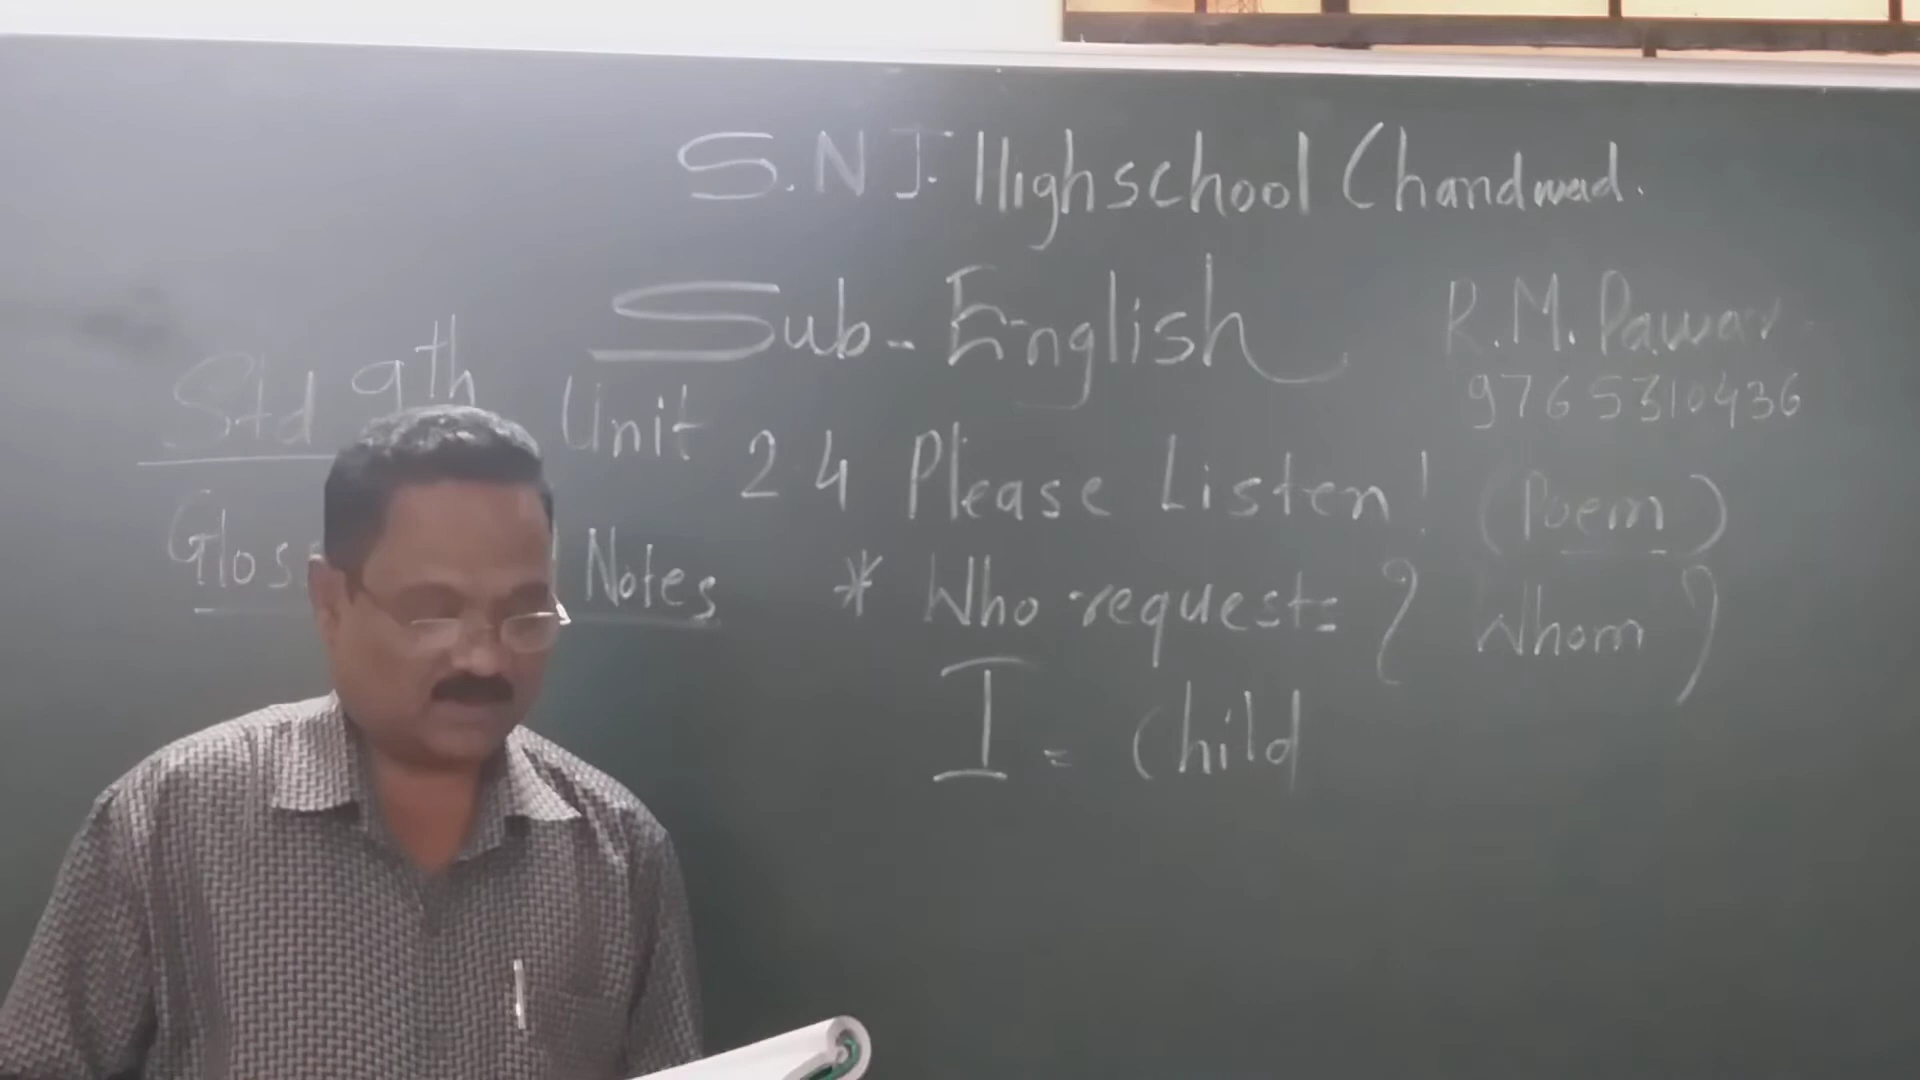 S.N.J. Highschool Chandwad.
Sub-English
R.M. Pawar.
9765310436
Std 9th Unit 2.4 Please Listen! (Poem)
Notes
* Who requests? Whom?
I = Child